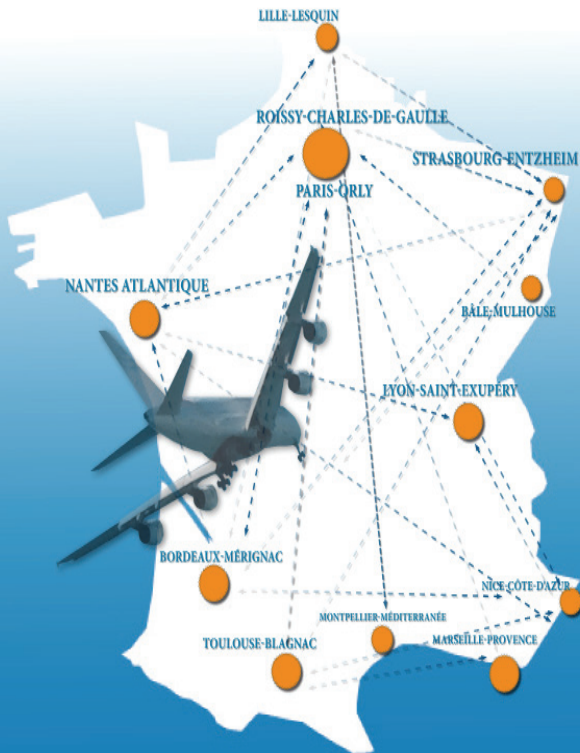 LILLE-LESQUIN
ROISSY-CHARLES-DE-GAULLE
STRASBOURG-ENTZHEIM
PARIS-ORLY
NANTES ATLANTIQUE
BÂLE-MULHOUSE
LYON-SAINT-EXUPÉRY
BORDEAUX-MÉRIGNAC
NICE-CÔTE-D'AZUR
MONTPELLIER-MÉDITERRANÉE
MARSEILLE-PROVENCE
TOULOUSE-BLAGNAC